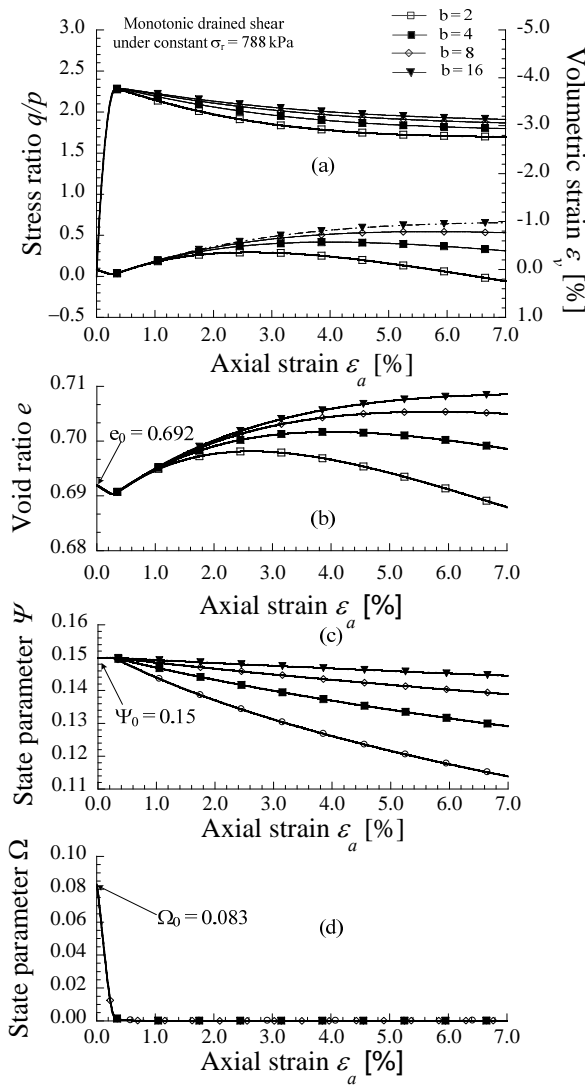 Monotonic drained shear
under constant σr = 788 kPa
b = 2
b = 4
b = 8
b = 16
Stress ratio q/p
3.0
2.5
2.0
1.5
1.0
0.5
0.0
–0.5
-5.0
-4.0
-3.0
-2.0
-1.0
0.0
1.0
Volumetric strain εv [%]
(a)
0.0 1.0 2.0 3.0 4.0 5.0 6.0 7.0
Axial strain εa [%]
Void ratio e
0.71
0.70
0.69
0.68
e0 = 0.692
(b)
0.0 1.0 2.0 3.0 4.0 5.0 6.0 7.0
Axial strain εa [%]
(c)
State parameter Ψ
0.16
0.15
0.14
0.13
0.12
0.11
Ψ0 = 0.15
0.0 1.0 2.0 3.0 4.0 5.0 6.0 7.0
Axial strain εa [%]
State parameter Ω
0.10
0.08
0.06
0.04
0.02
0.00
Ω0 = 0.083
(d)
0.0 1.0 2.0 3.0 4.0 5.0 6.0 7.0
Axial strain εa [%]